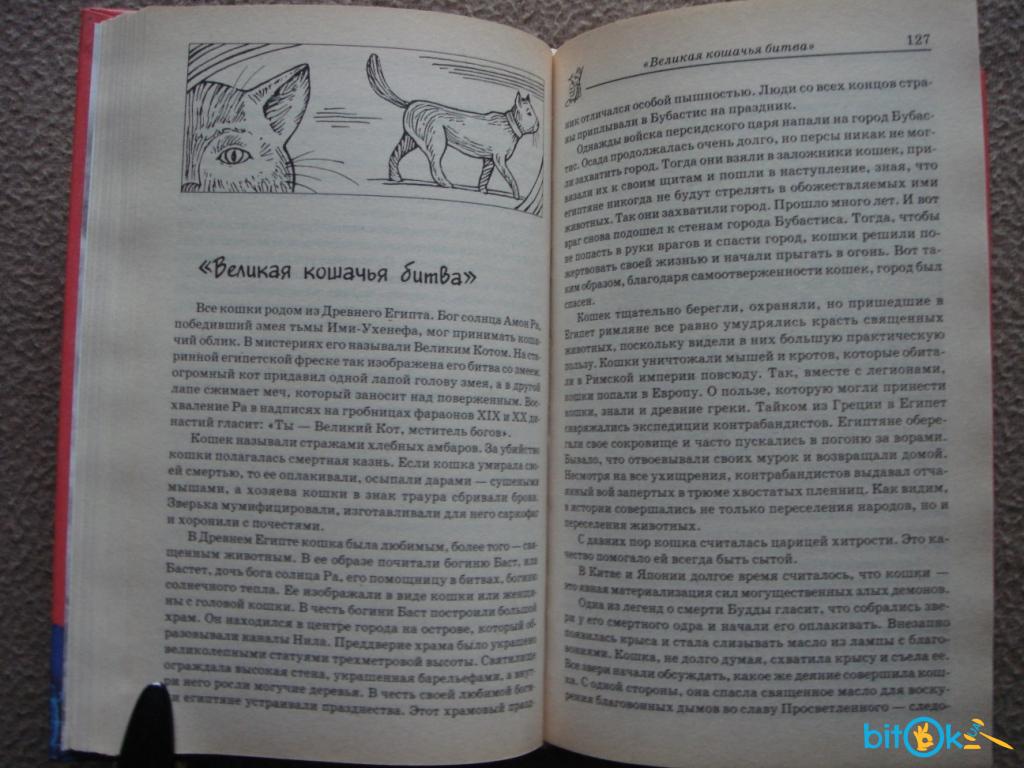 «Великая кошачья битва»
Все кошки родом из Древнего Египта. Бог солнца Амон Ра,
победивший змея тьмы Ими-Ухенефа, мог принимать коша-
чий облик. В мистериях его называли Великим Котом. На ста-
ринной египетской фреске так изображена его битва со змеем:
огромный кот придавил одной лапой голову змея, а в другой
лапе сжимает меч, который заносит над поверженным. Вос-
хваление Ра в надписях на гробницах фараонов XIX и XX ди-
настий гласит: «Ты — Великий Кот, мститель богов».
Кошек называли стражами хлебных амбаров. За убийство
кошки полагалась смертная казнь. Если кошка умирала сво-
ей смертью, то ее оплакивали, осыпали дарами — сушеными
мышами, а хозяева кошки в знак траура сбривали брови.
Зверька мумифицировали, изготавливали для него саркофаг
и хоронили с почестями.
В Древнем Египте кошка была любимым, более того — свя-
щенным животным. В ее образе почитали богиню Баст, или
Бастет, дочь бога солнца Ра, его помощницу в битвах, богиню
солнечного тепла. Ее изображали в виде кошки или женщи-
ны с головой кошки. В честь богини Баст построили большой
храм. Он находился в центре города на острове, который об-
разовывали каналы Нила. Преддверие храма было украшено
великолепными статуями трехметровой высоты. Святилище
ограждала высокая стена, украшенная барельефами, а внут-
ри него росли могучие деревья. В честь своей любимой боги-
ни египтяне устраивали празднества. Этот храмовый празд-
«Великая кошачья битва» 127
ник отличался особой пышностью. Люди со всех концов стра-
ны приплывали в Бубастис на праздник.
Однажды войска персидского царя напали на город Бубас-
тис. Осада продолжалась очень долго, но персы никак не мог-
ли захватить город. Тогда они взяли в заложники кошек, при-
вязали их к своим щитам и пошли в наступление, зная, что
египтяне никогда не будут стрелять в обожествляемых ими
животных. Так они захватили город. Прошло много лет. И вот
враг снова подошел к стенам города Бубастиса. Тогда, чтобы
не попасть в руки врагов и спасти город, кошки решили по-
жертвовать своей жизнью и начали прыгать в огонь. Вот та-
ким образом, благодаря самоотверженности кошек, город был
спасен.
Кошек тщательно берегли, охраняли, но пришедшие в
Египет римляне все равно умудрялись красть священных
животных, поскольку видели в них большую практическую
пользу. Кошки уничтожали мышей и кротов, которые обита-
ли в Римской империи повсюду. Так, вместе с легионами,
кошки попали в Европу. О пользе, которую могли принести
кошки, знали и древние греки. Тайком из Греции в Египет
снаряжались экспедиции контрабандистов. Египтяне обере-
гали свое сокровище и часто пускались в погоню за ворами.
Бывало, что отвоевывали своих мурок и возвращали домой.
Несмотря на все ухищрения, контрабандистов выдавал отча-
янный вой запертых в трюме хвостатых пленниц. Как видим,
в истории совершались не только переселения народов, но и
переселения животных.
С давних пор кошка считалась царицей хитрости. Это ка-
чество помогало ей всегда быть сытой.
В Китае и Японии долгое время считалось, что кошки —
это явная материализация сил могущественных злых демонов.
Одна из легенд о смерти Будды гласит, что собрались зве-
ри у его смертного одра и начали его оплакивать. Внезапно
появилась крыса и стала слизывать масло из лампы с благо-
вониями. Кошка, не долго думая, схватила крысу и съела ее.
Все звери начали обсуждать, какое же деяние совершила кош-
ка. С одной стороны, она спасла священное масло для воску-
рения благовонных дымов во славу Просветленного — следо-
bitOk UA